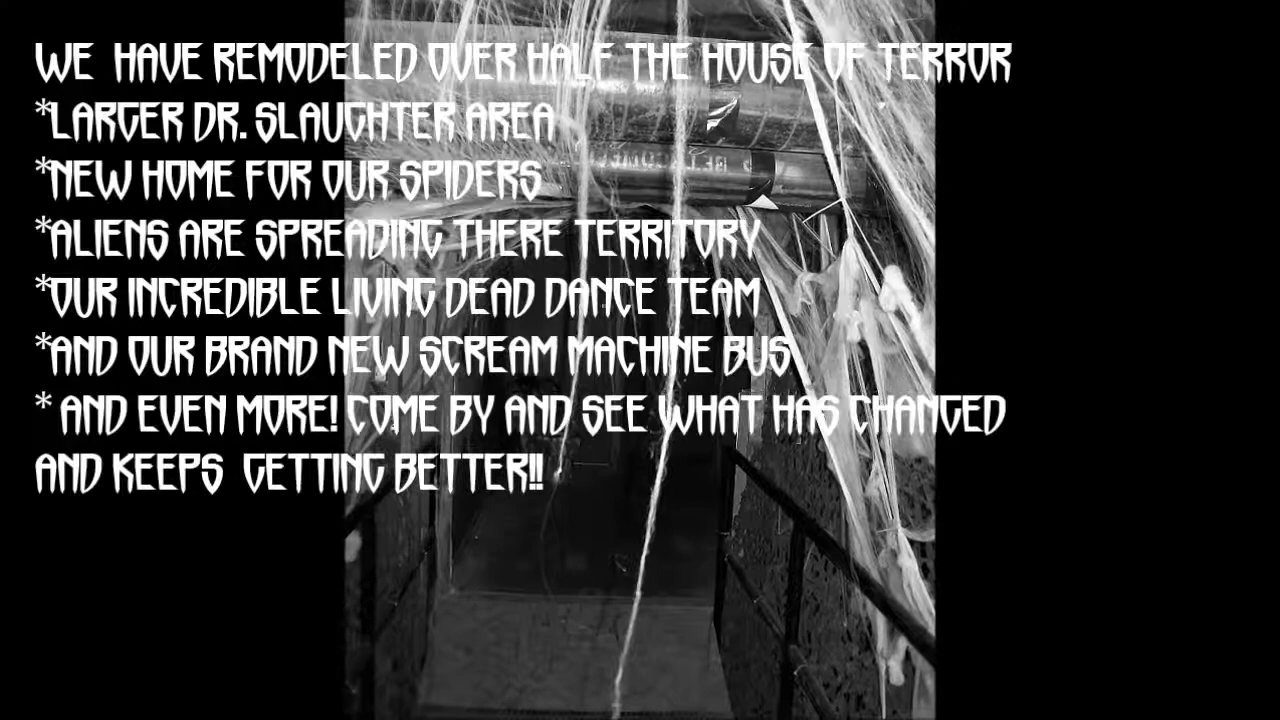 WE HAVE REMODELED OVER HALF THE HOUSE OF TERROR
*LARGER DR. SLAUGHTER AREA
*NEW HOME FOR OUR SPIDERS
*ALIENS ARE SPREADING THERE TERRITORY
*OUR INCREDIBLE LIVING DEAD DANCE TEAM
*AND OUR BRAND NEW SCREAM MACHINE BUS
* AND EVEN MORE! COME BY AND SEE WHAT HAS CHANGED
AND KEEPS GETTING BETTER!!